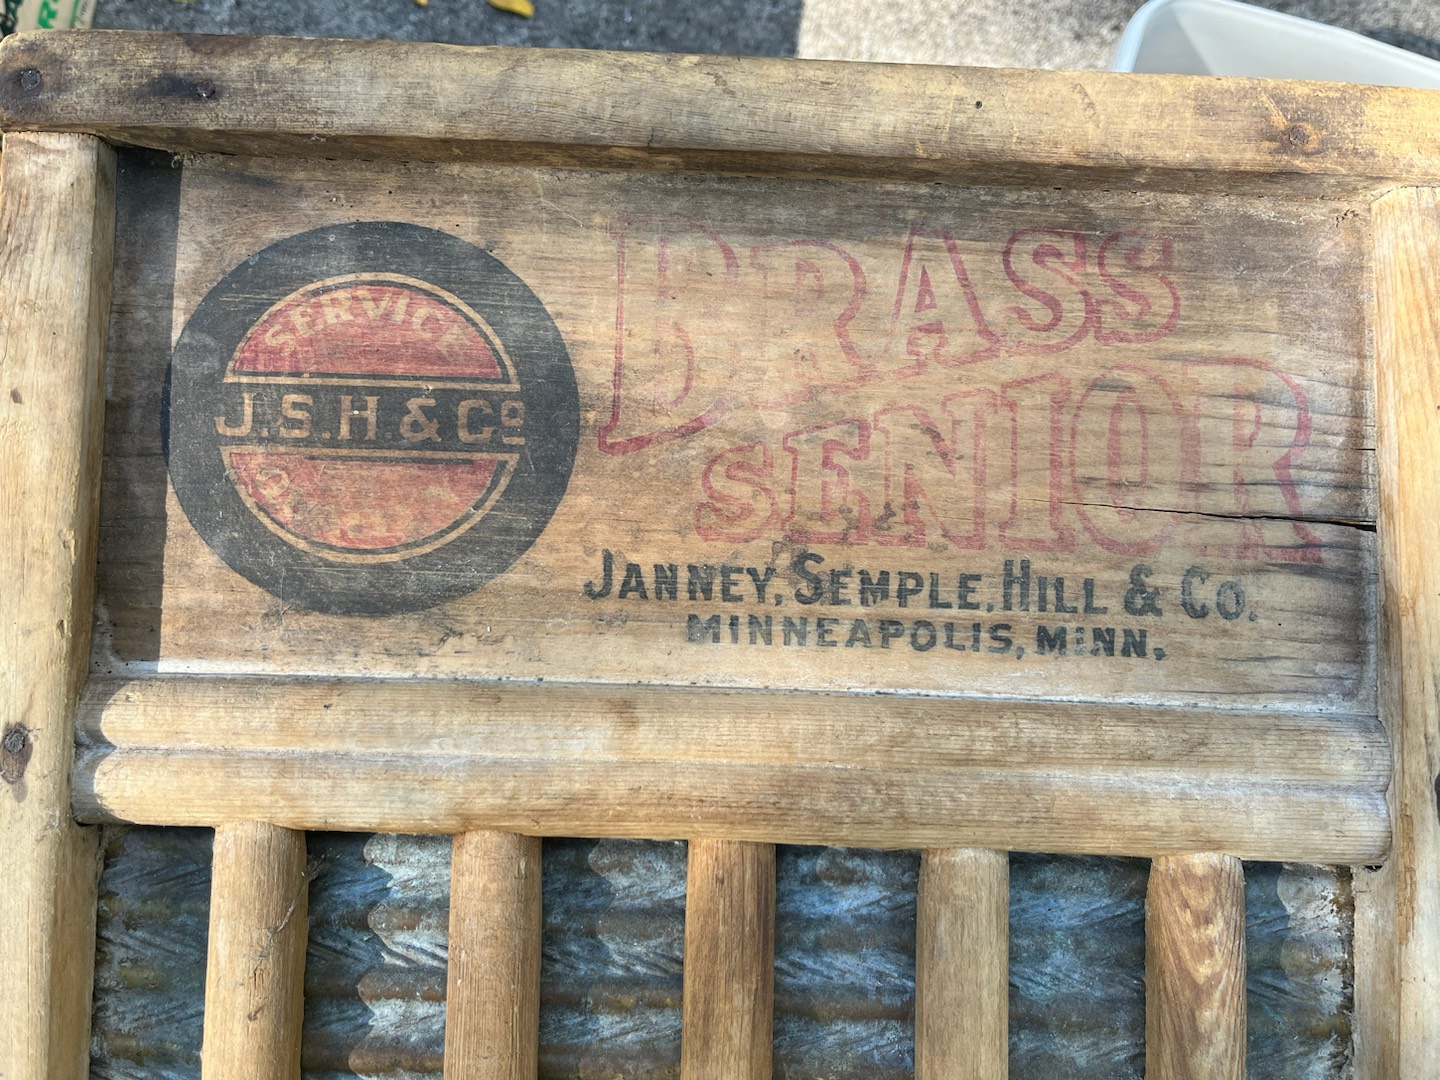 SERVICE
J.S.H. & Co
BRASS
SENIOR
JANNEY, SEMPLE, HILL & Co.
MINNEAPOLIS, MINN.